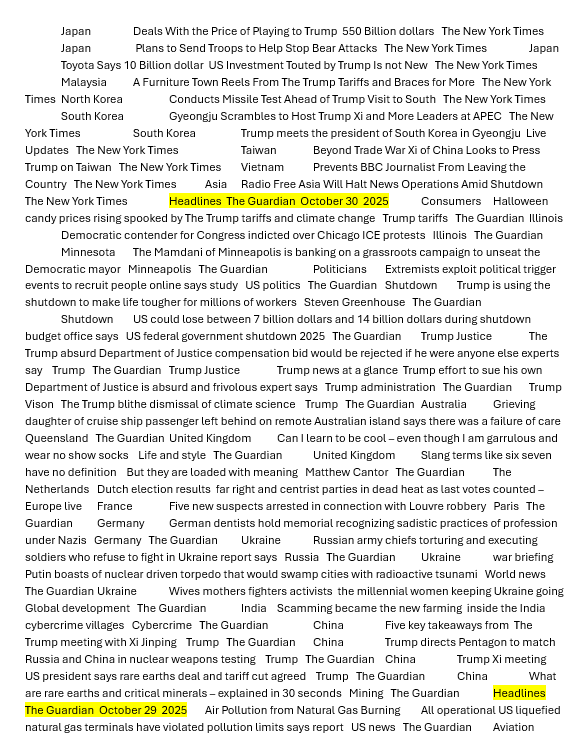 Japan Deals With the Price of Playing to Trump 550 Billion dollars The New York Times
Japan Plans to Send Troops to Help Stop Bear Attacks The New York Times Japan
Toyota Says 10 Billion dollar US Investment Touted by Trump Is not New The New York Times
Malaysia A Furniture Town Reels From The Trump Tariffs and Braces for More The New York
Times North Korea Conducts Missile Test Ahead of Trump Visit to South The New York Times
South Korea Gyeongju Scrambles to Host Trump Xi and More Leaders at APEC The New
York Times South Korea Trump meets the president of South Korea in Gyeongju Live
Updates The New York Times Taiwan Beyond Trade War Xi of China Looks to Press
Trump on Taiwan The New York Times Vietnam Prevents BBC Journalist From Leaving the
Country The New York Times Asia Radio Free Asia Will Halt News Operations Amid Shutdown
The New York Times Headlines The Guardian October 30 2025 Consumers Halloween
candy prices rising spooked by The Trump tariffs and climate change Trump tariffs The Guardian Illinois
Democratic contender for Congress indicted over Chicago ICE protests Illinois The Guardian
Minnesota The Mamdani of Minneapolis is banking on a grassroots campaign to unseat the
Democratic mayor Minneapolis The Guardian Politicians Extremists exploit political trigger
events to recruit people online says study US politics The Guardian Shutdown Trump is using the
shutdown to make life tougher for millions of workers Steven Greenhouse The Guardian
Shutdown US could lose between 7 billion dollars and 14 billion dollars during shutdown
budget office says US federal government shutdown 2025 The Guardian Trump Justice The
Trump absurd Department of Justice compensation bid would be rejected if he were anyone else experts
say Trump The Guardian Trump Justice Trump news at a glance Trump effort to sue his own
Department of Justice is absurd and frivolous expert says Trump administration The Guardian Trump
Vison The Trump blithe dismissal of climate science Trump The Guardian Australia Grieving
daughter of cruise ship passenger left behind on remote Australian island says there was a failure of care
Queensland The Guardian United Kingdom Can I learn to be cool – even though I am garrulous and
wear no show socks Life and style The Guardian United Kingdom Slang terms like six seven
have no definition But they are loaded with meaning Matthew Cantor The Guardian The
Netherlands Dutch election results far right and centrist parties in dead heat as last votes counted –
Europe live France Five new suspects arrested in connection with Louvre robbery Paris The
Guardian Germany German dentists hold memorial recognizing sadistic practices of profession
under Nazis Germany The Guardian Ukraine Russian army chiefs torturing and executing
soldiers who refuse to fight in Ukraine report says Russia The Guardian Ukraine war briefing
Putin boasts of nuclear driven torpedo that would swamp cities with radioactive tsunami World news
The Guardian Ukraine Wives mothers fighters activists the millennial women keeping Ukraine going
Global development The Guardian India Scamming became the new farming inside the India
cybercrime villages Cybercrime The Guardian China Five key takeaways from The
Trump meeting with Xi Jinping Trump The Guardian China Trump directs Pentagon to match
Russia and China in nuclear weapons testing Trump The Guardian China Trump Xi meeting
US president says rare earths deal and tariff cut agreed Trump The Guardian China What
are rare earths and critical minerals – explained in 30 seconds Mining The Guardian Headlines
The Guardian October 29 2025 Air Pollution from Natural Gas Burning All operational US liquefied
natural gas terminals have violated pollution limits says report US news The Guardian Aviation